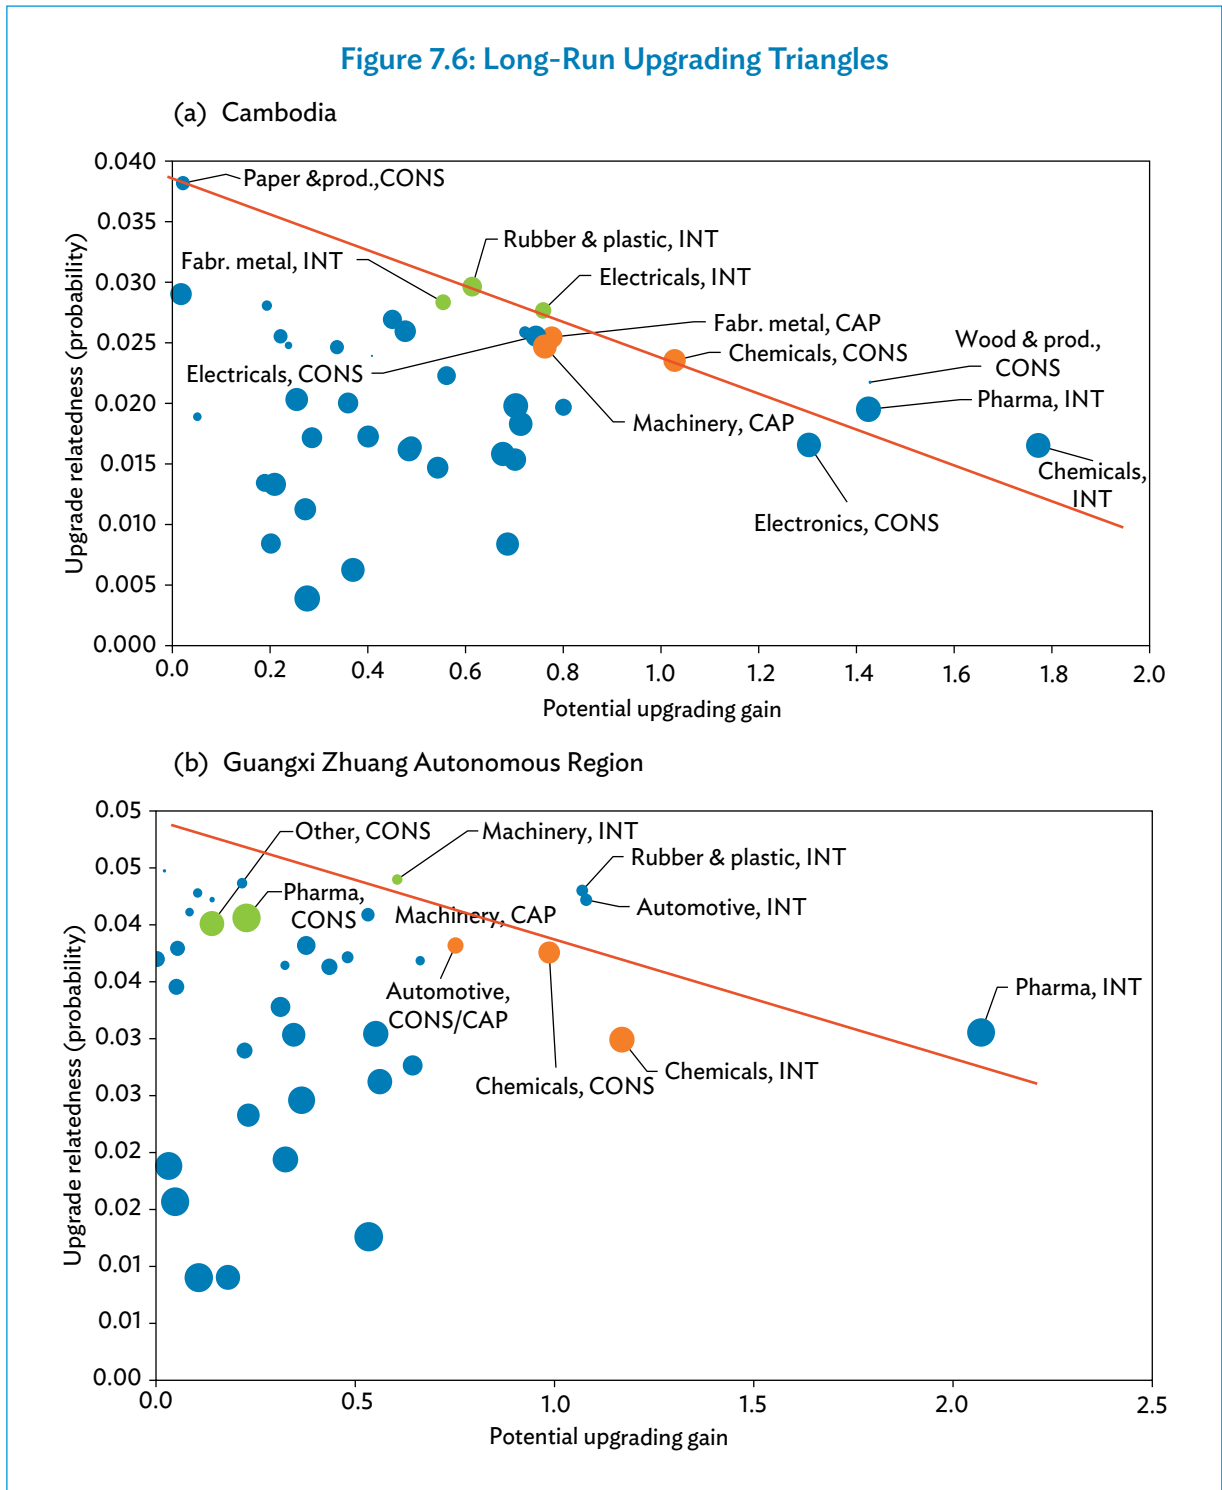 Figure 7.6: Long-Run Upgrading Triangles
(a) Cambodia
Upgrade relatedness (probability)
0.040
0.035
0.030
0.025
0.020
0.015
0.010
0.005
0.000
Paper &prod.,CONS
Rubber & plastic, INT
Fabr. metal, INT
Electricals, INT
Fabr. metal, CAP
Wood & prod.,
CONS
Chemicals, CONS
Electricals, CONS
Pharma, INT
Machinery, CAP
Chemicals,
INT
Electronics, CONS
0.0
0.2
0.4
0.6
0.8
1.0
1.2
1.4
1.6
1.8
2.0
Potential upgrading gain
(b) Guangxi Zhuang Autonomous Region
Upgrade relatedness (probability)
0.05
0.05
0.04
0.04
0.03
0.03
0.02
0.02
0.01
0.01
0.00
Other, CONS
Machinery, INT
Rubber & plastic, INT
Pharma,
CONS
Machinery, CAP
Automotive, INT
Automotive,
CONS/CAP
Pharma, INT
Chemicals, CONS
Chemicals, INT
0.0
0.5
1.0
1.5
2.0
2.5
Potential upgrading gain